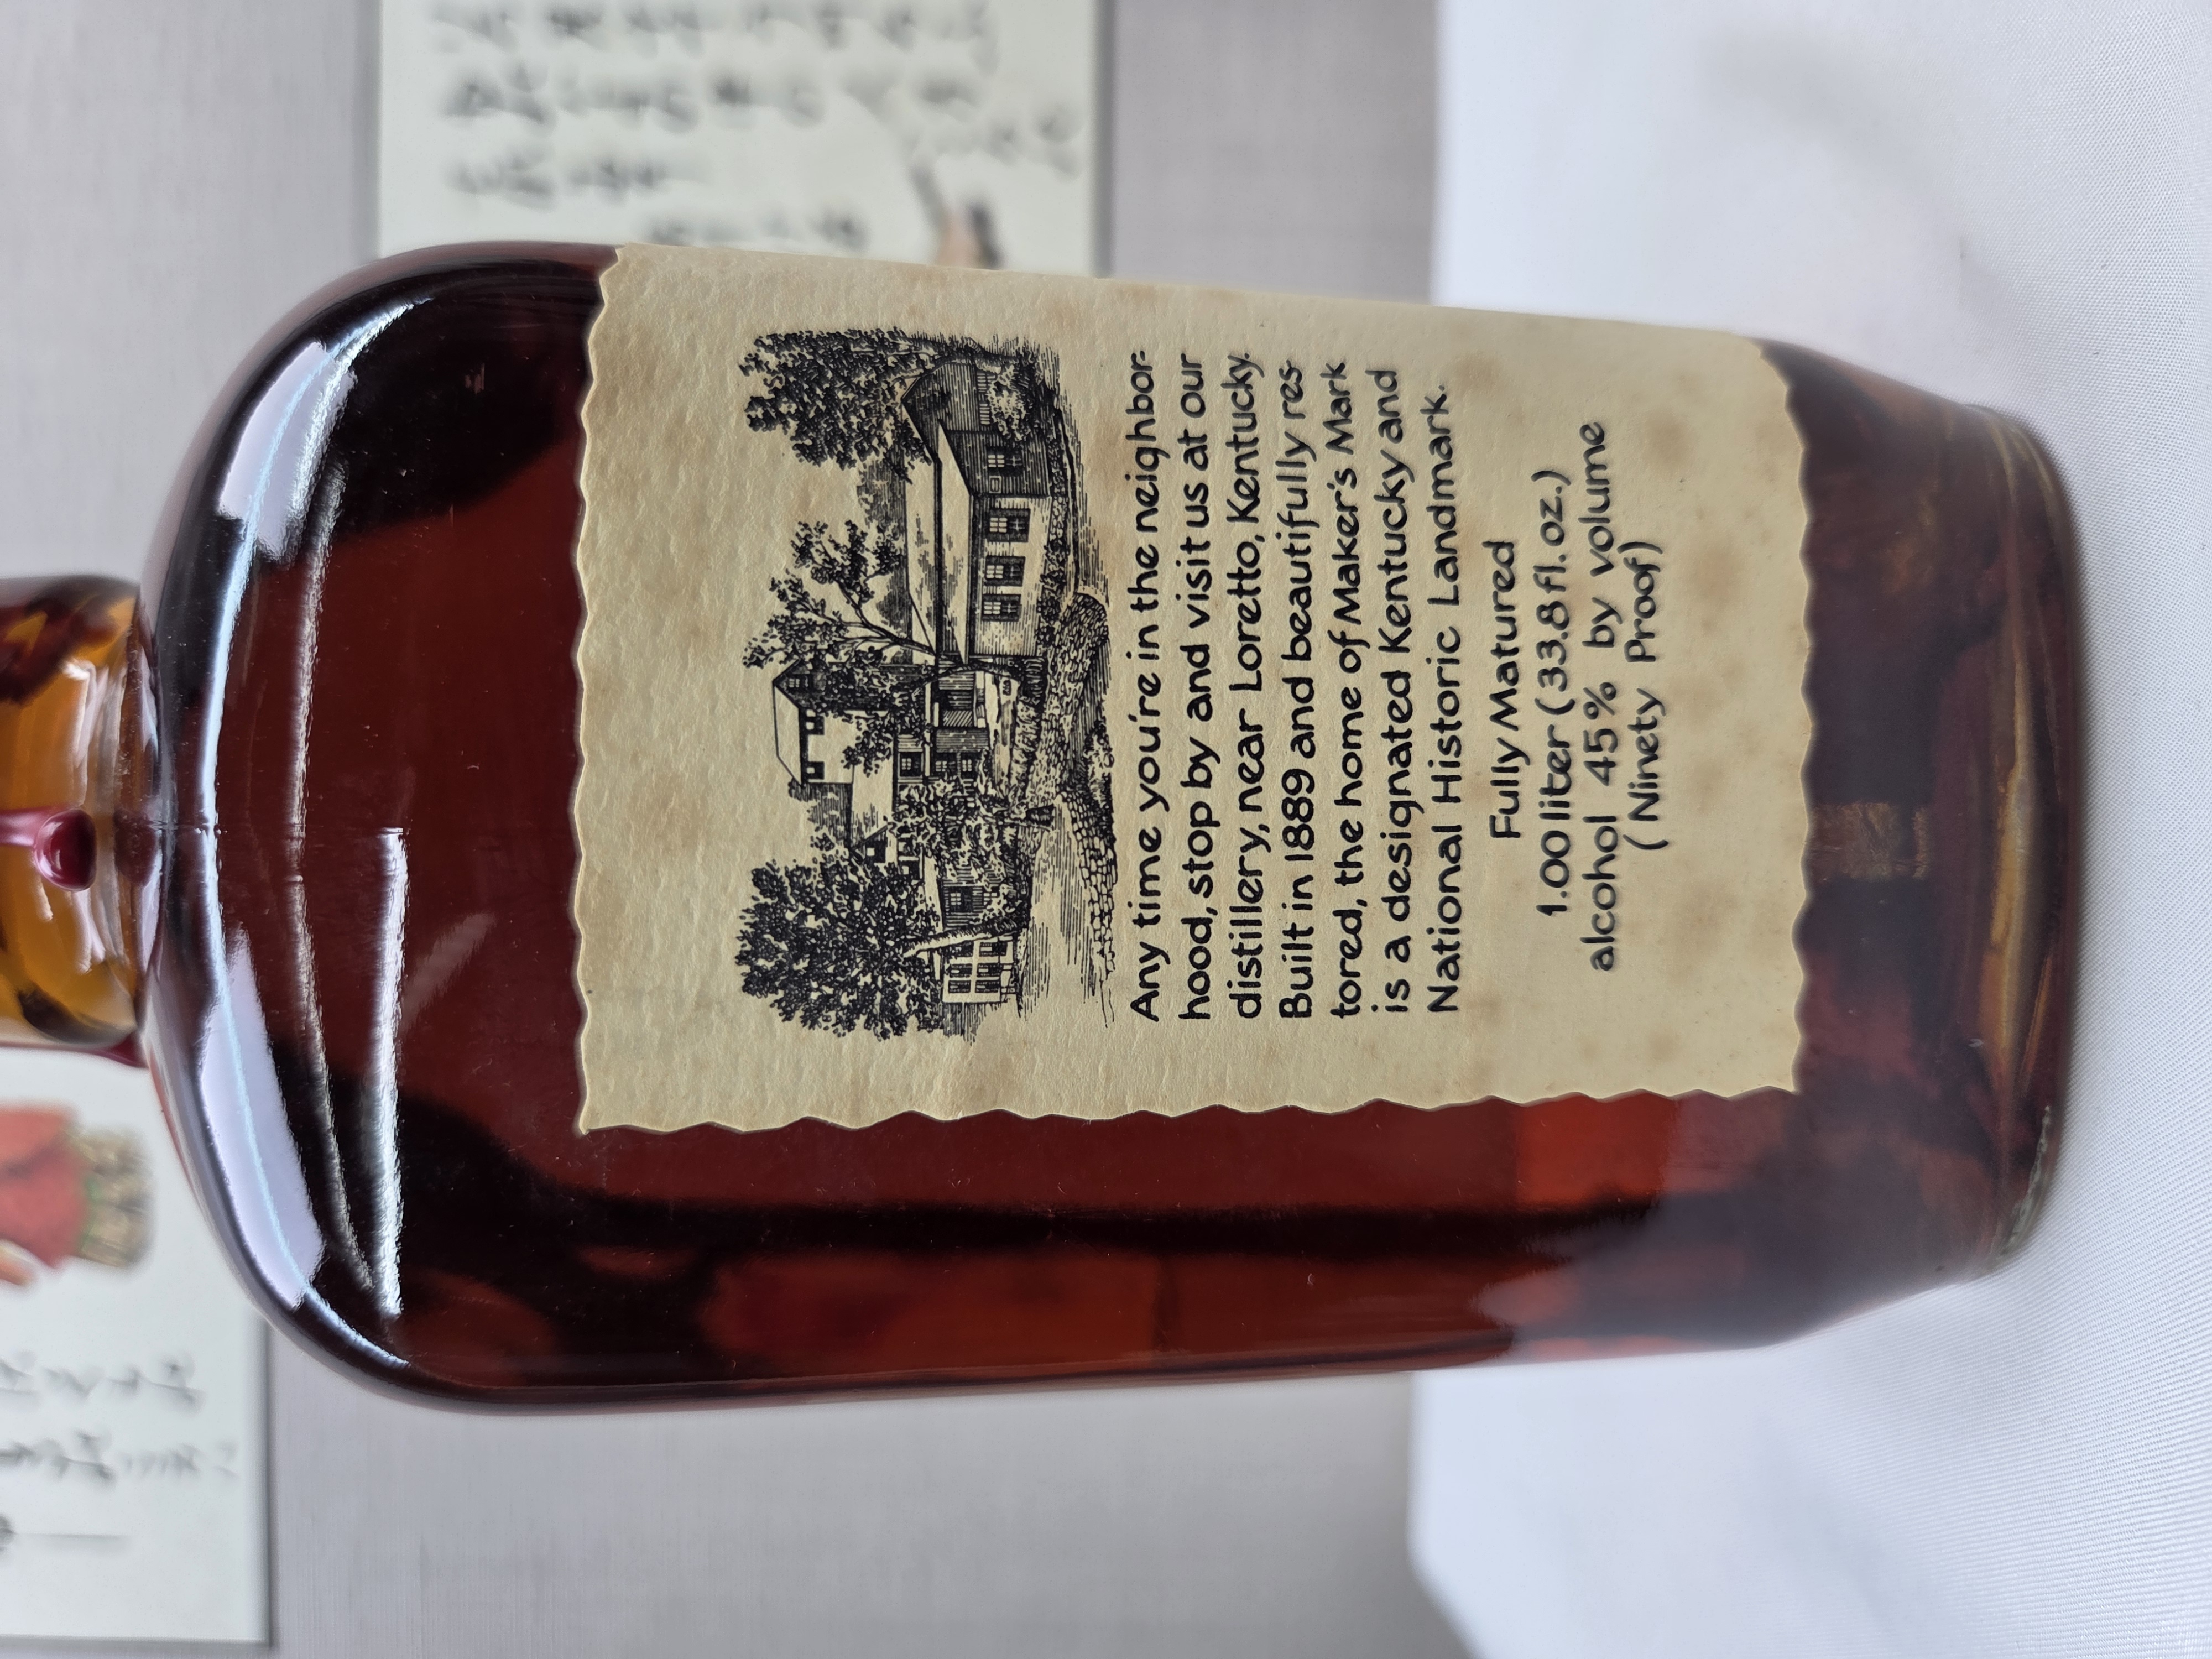 Any time you're in the neighbor-
hood, stop by and visit us at our
distillery, near Loretto, Kentucky.
Built in 1889 and beautifully res-
tored, the home of Maker's Mark
is a designated Kentucky and
National Historic Landmark.
Fully Matured
1.00 liter (33.8 fl. oz.)
alcohol 45% by volume
(Ninety Proof)